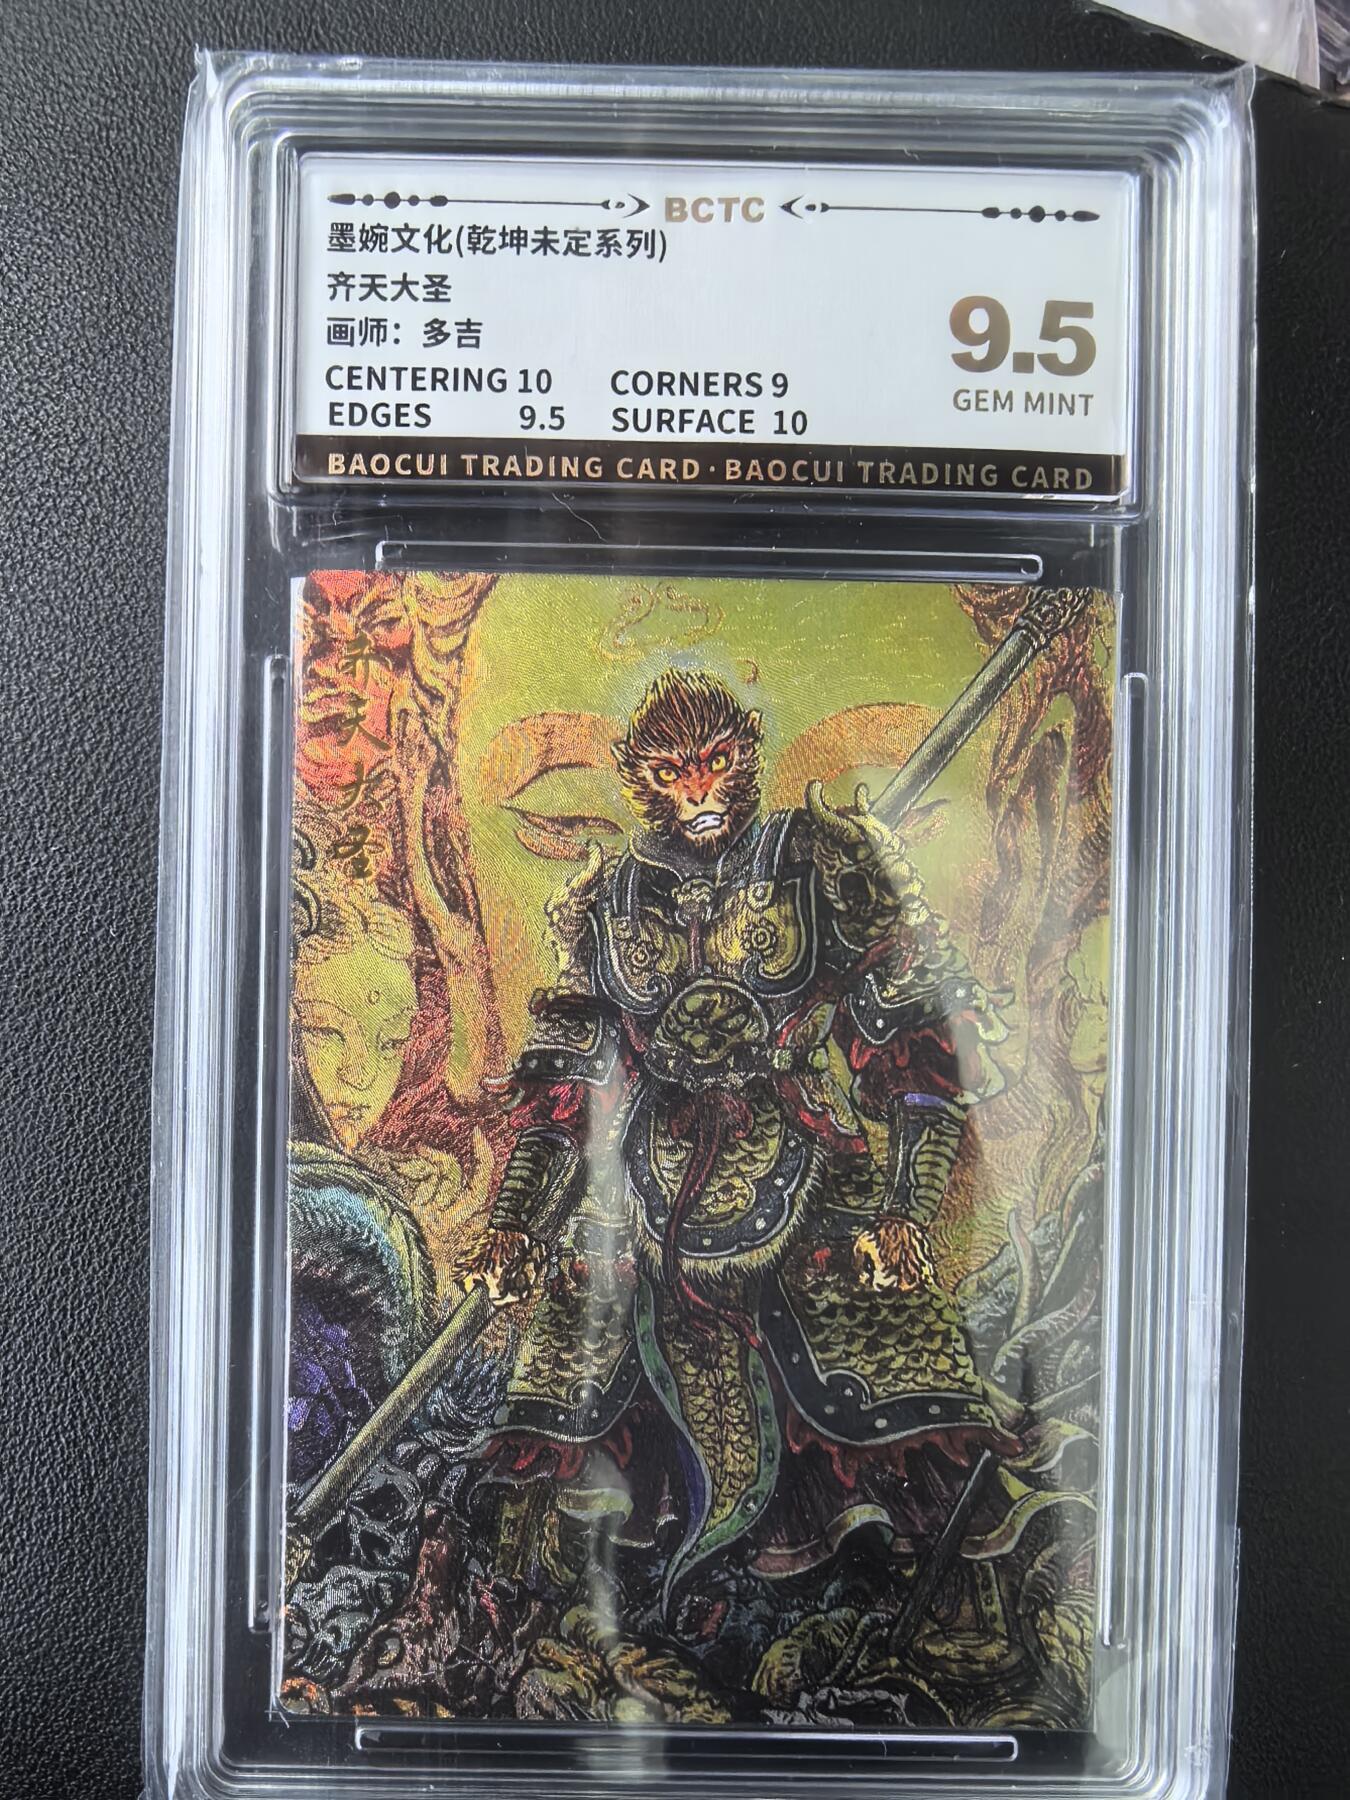 BCTC
墨婉文化(乾坤未定系列)
齐天大圣
画师：多吉
CENTERING 10 CORNERS 9
EDGES 9.5 SURFACE 10
9.5
GEM MINT
BAOCUI TRADING CARD·BAOCUI TRADING CARD
齐天大圣